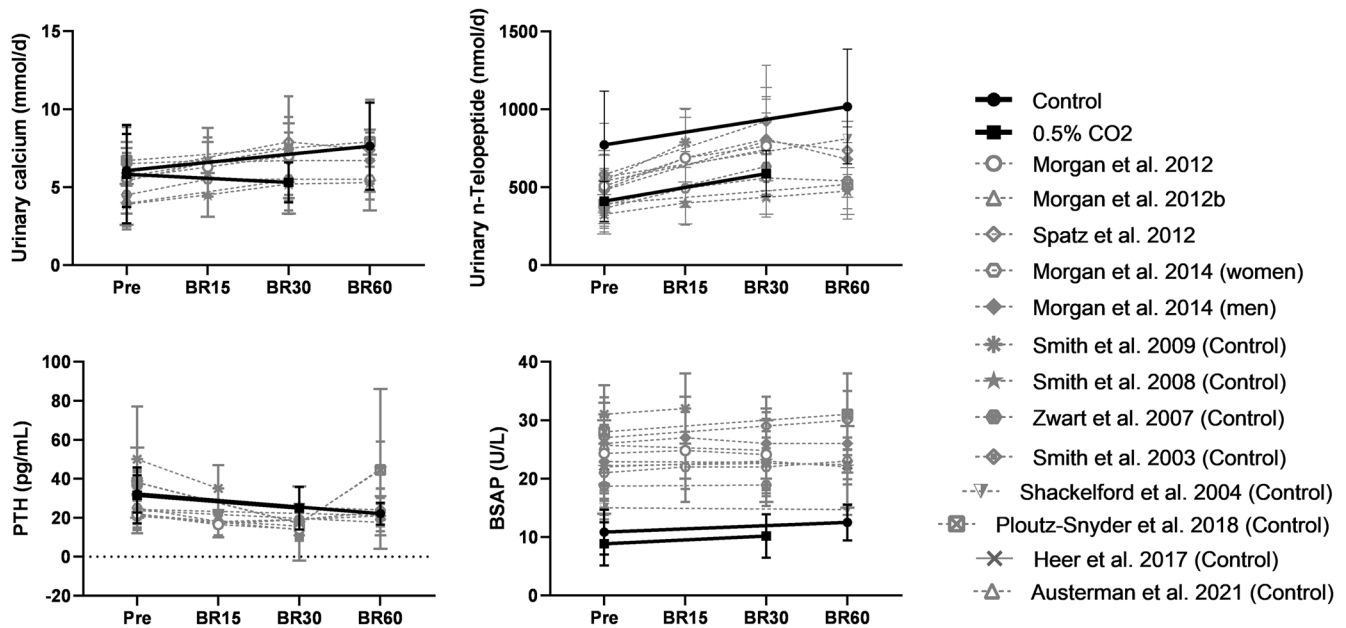 Urinary calcium (mmol/d)
15
10
5
0
Pre BR15 BR30 BR60
Urinary n-Telopeptide (nmol/d)
1500
1000
500
0
Pre BR15 BR30 BR60
PTH (pg/mL)
100
80
60
40
20
0
-20
Pre BR15 BR30 BR60
BSAP (U/L)
40
30
20
10
0
Pre BR15 BR30 BR60
Control
0.5% CO2
Morgan et al. 2012
Morgan et al. 2012b
Spatz et al. 2012
Morgan et al. 2014 (women)
Morgan et al. 2014 (men)
Smith et al. 2009 (Control)
Smith et al. 2008 (Control)
Zwart et al. 2007 (Control)
Smith et al. 2003 (Control)
Shackelford et al. 2004 (Control)
Ploutz-Snyder et al. 2018 (Control)
Heer et al. 2017 (Control)
Austerman et al. 2021 (Control)